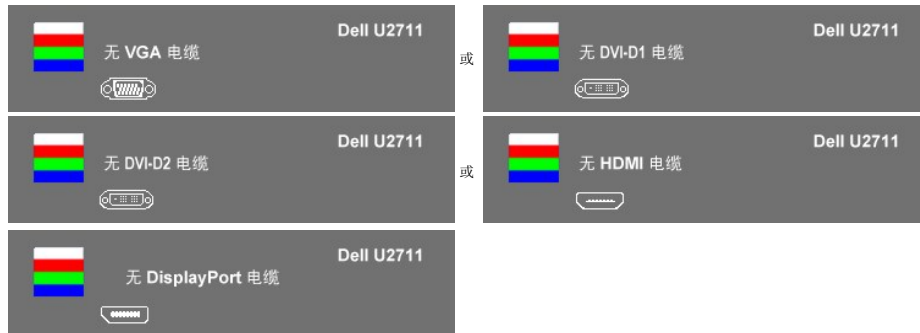 Dell U2711
无 VGA 电缆
或
Dell U2711
无 DVI-D1 电缆
Dell U2711
无 DVI-D2 电缆
或
Dell U2711
无 HDMI 电缆
Dell U2711
无 DisplayPort 电缆